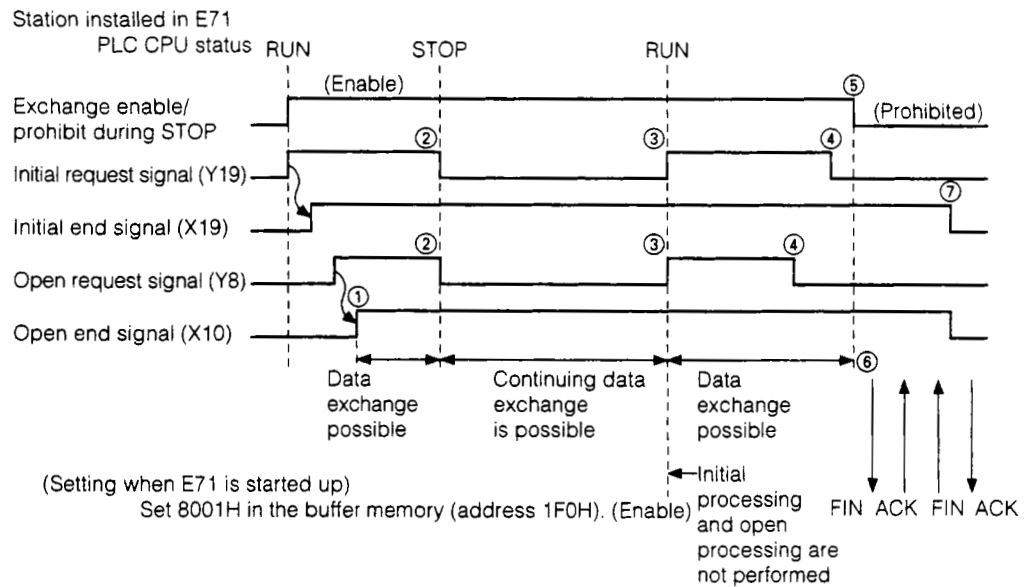 Station installed in E71
PLC CPU status RUN STOP RUN
(Enable) ⑤
Exchange enable/
prohibit during STOP
(Prohibited)
② ③ ④
Initial request signal (Y19)
⑦
Initial end signal (X19)
② ③ ④
Open request signal (Y8)
①
Open end signal (X10)
⑥
Data
exchange
possible
Continuing data
exchange
is possible
Data
exchange
possible
(Setting when E71 is started up)
Set 8001H in the buffer memory (address 1F0H). (Enable)
Initial
processing
and open
processing are
not performed
FIN ACK FIN ACK